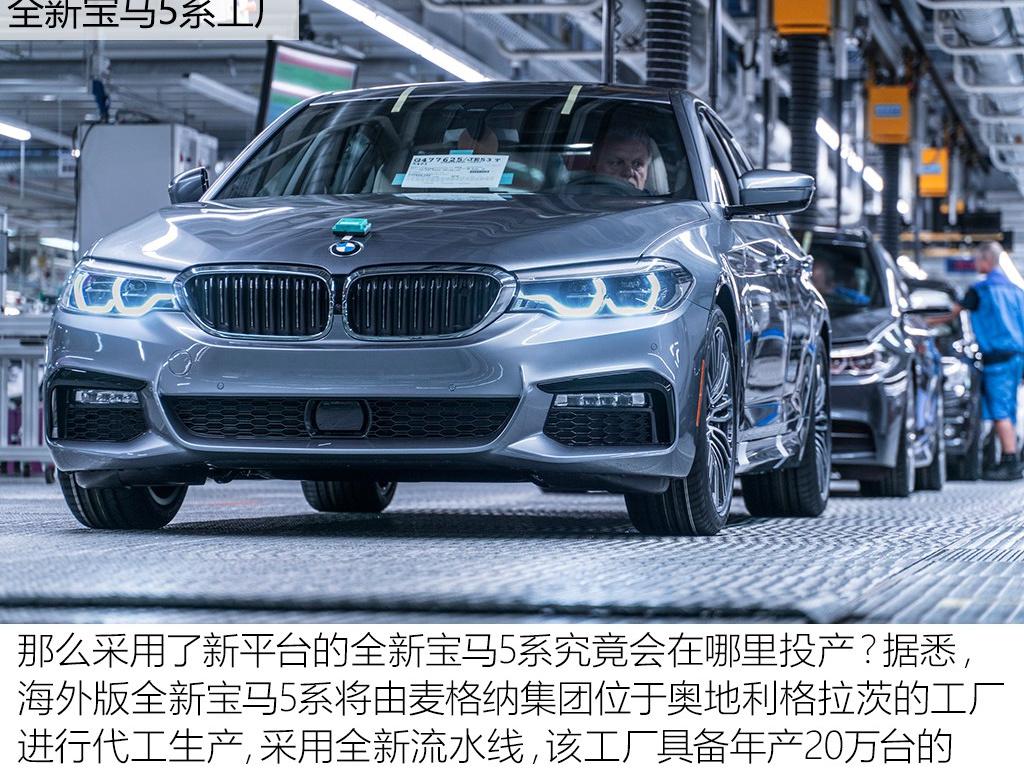 全新宝马5系工厂
G477625/JB53 T
那么采用了新平台的全新宝马5系究竟会在哪里投产？据悉，
海外版全新宝马5系将由麦格纳集团位于奥地利格拉茨的工厂
进行代工生产，采用全新流水线，该工厂具备年产20万台的